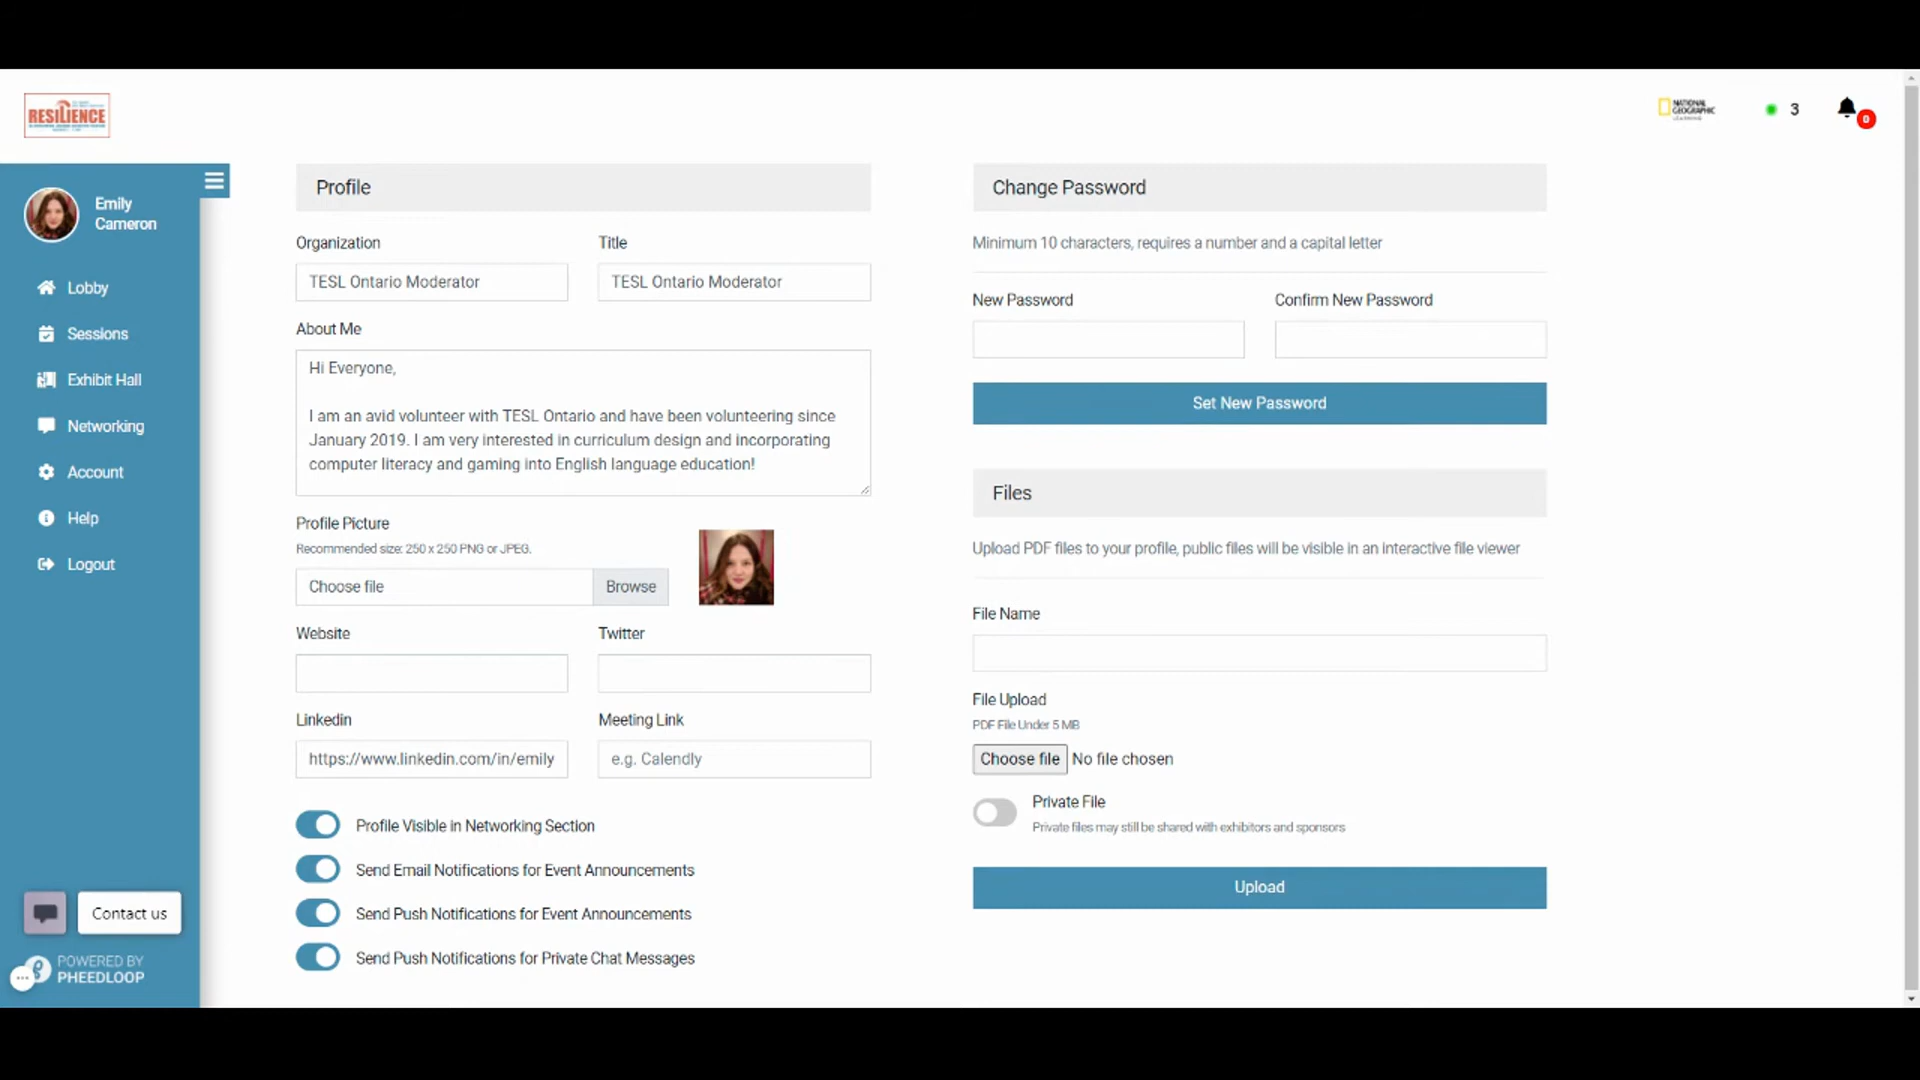 RESILIENCE
NATIONAL
GEOGRAPHIC
3
0
Emily
Cameron
Lobby
Sessions
Exhibit Hall
Networking
Account
Help
Logout
Contact us
POWERED BY
PHEEDLOOP
Profile
Organization Title
TESL Ontario Moderator TESL Ontario Moderator
About Me
Hi Everyone,
I am an avid volunteer with TESL Ontario and have been volunteering since
January 2019. I am very interested in curriculum design and incorporating
computer literacy and gaming into English language education!
Profile Picture
Recommended size: 250 x 250 PNG or JPEG.
Choose file Browse
Website Twitter
Linkedin Meeting Link
https://www.linkedin.com/in/emily e.g. Calendly
Profile Visible in Networking Section
Send Email Notifications for Event Announcements
Send Push Notifications for Event Announcements
Send Push Notifications for Private Chat Messages
Change Password
Minimum 10 characters, requires a number and a capital letter
New Password Confirm New Password
Set New Password
Files
Upload PDF files to your profile, public files will be visible in an interactive file viewer
File Name
File Upload
PDF File Under 5 MB
Choose file No file chosen
Private File
Private files may still be shared with exhibitors and sponsors
Upload